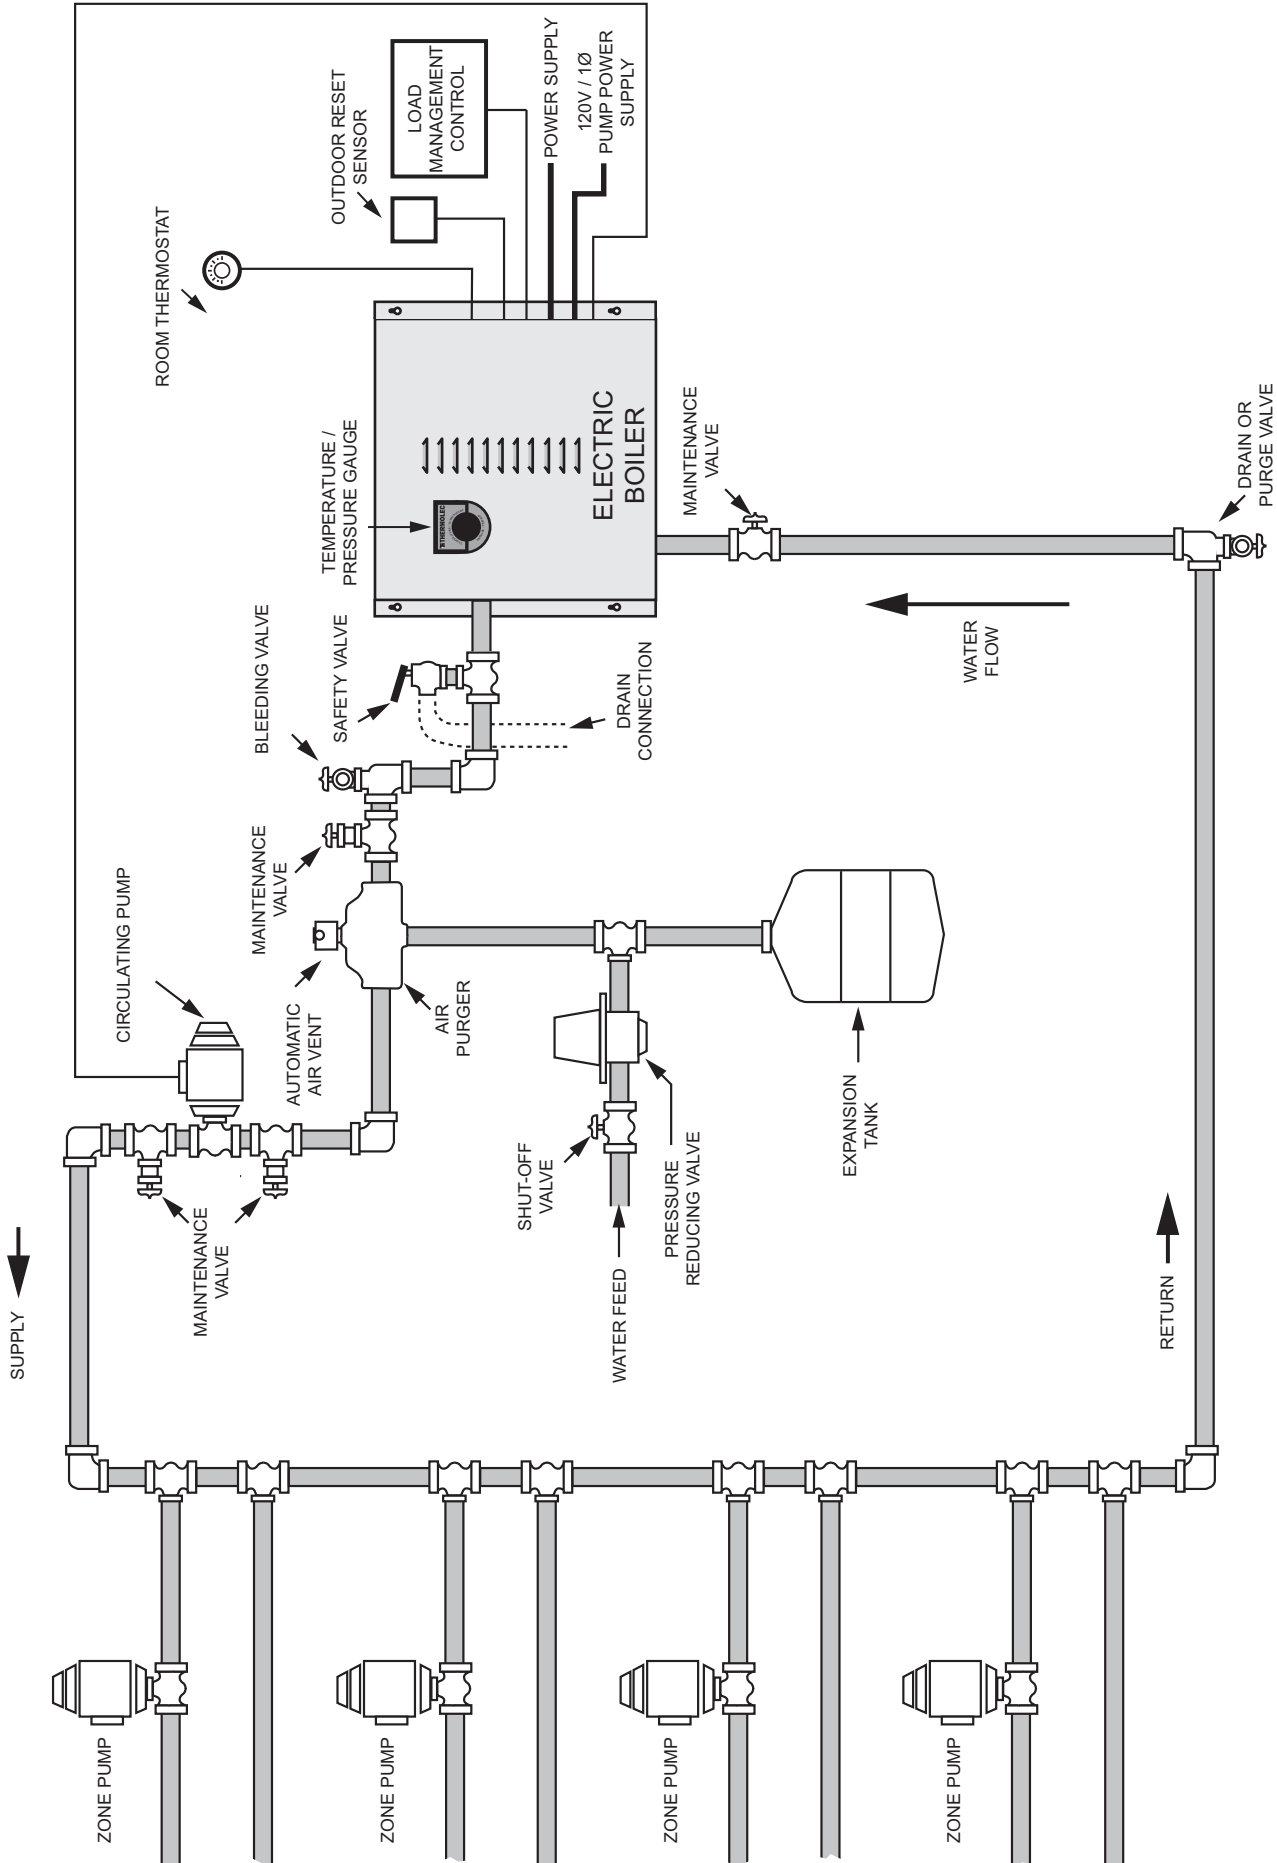 SUPPLY
CIRCULATING PUMP
BLEEDING VALVE
ROOM THERMOSTAT
MAINTENANCE
VALVE
MAINTENANCE
VALVE
AUTOMATIC
AIR VENT
AIR
PURGER
SAFETY VALVE
TEMPERATURE /
PRESSURE GAUGE
OUTDOOR RESET
SENSOR
LOAD
MANAGEMENT
CONTROL
THERMOLEC
POWER SUPPLY
120V / 1Ø
PUMP POWER
SUPPLY
ELECTRIC
BOILER
DRAIN
CONNECTION
SHUT-OFF
VALVE
WATER FEED
PRESSURE
REDUCING VALVE
EXPANSION
TANK
MAINTENANCE
VALVE
WATER
FLOW
RETURN
DRAIN OR
PURGE VALVE
ZONE PUMP
ZONE PUMP
ZONE PUMP
ZONE PUMP